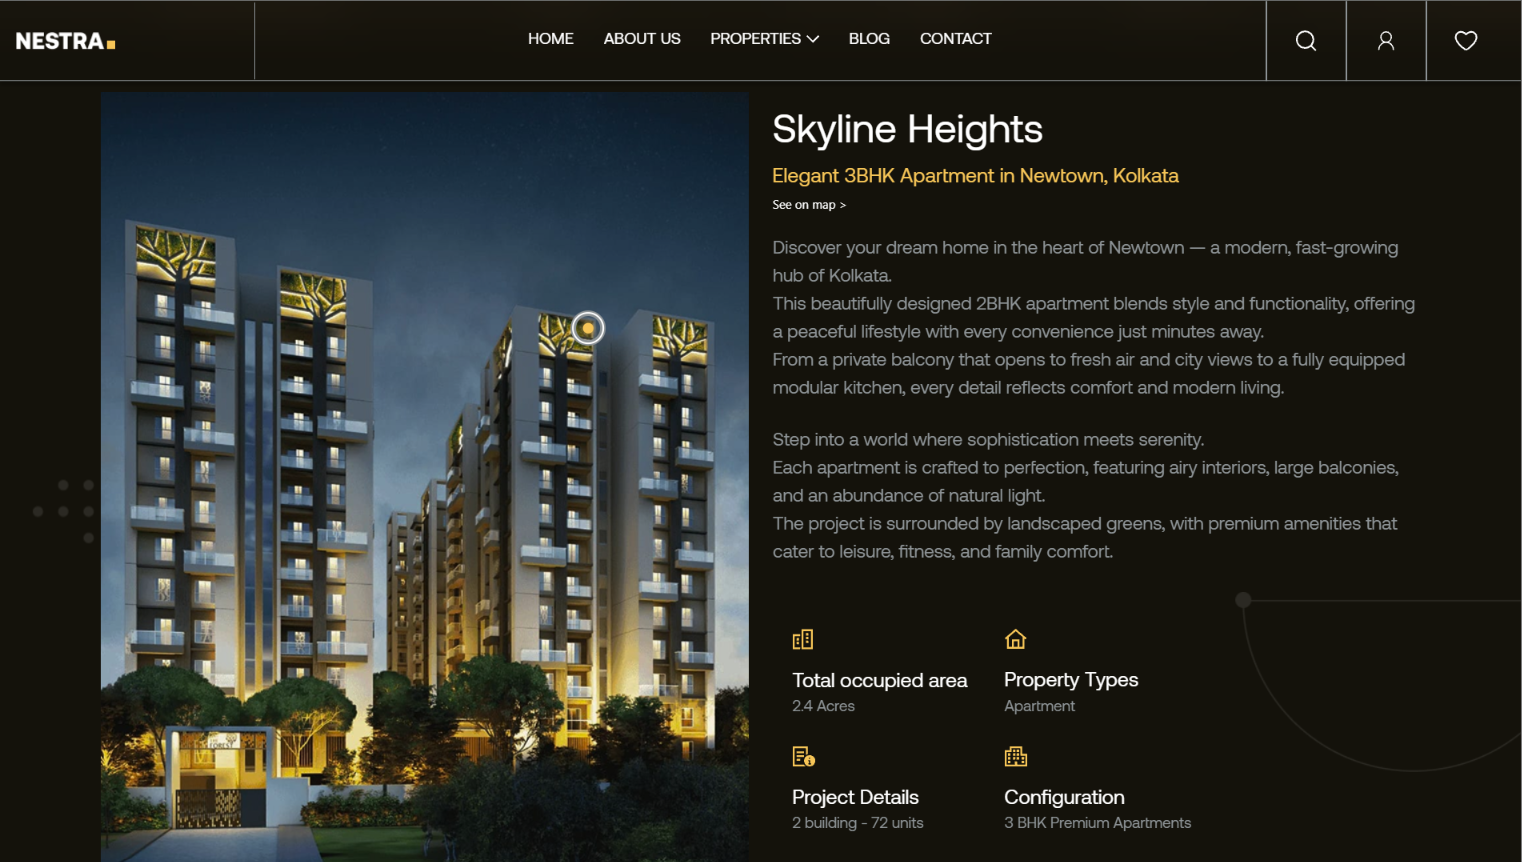 NESTRA
HOME
ABOUT US
PROPERTIES
BLOG
CONTACT
Skyline Heights
Elegant 3BHK Apartment in Newtown, Kolkata
See on map >
Discover your dream home in the heart of Newtown — a modern, fast-growing
hub of Kolkata.
This beautifully designed 2BHK apartment blends style and functionality, offering
a peaceful lifestyle with every convenience just minutes away.
From a private balcony that opens to fresh air and city views to a fully equipped
modular kitchen, every detail reflects comfort and modern living.
Step into a world where sophistication meets serenity.
Each apartment is crafted to perfection, featuring airy interiors, large balconies,
and an abundance of natural light.
The project is surrounded by landscaped greens, with premium amenities that
cater to leisure, fitness, and family comfort.
Total occupied area
2.4 Acres
Property Types
Apartment
Project Details
2 building - 72 units
Configuration
3 BHK Premium Apartments